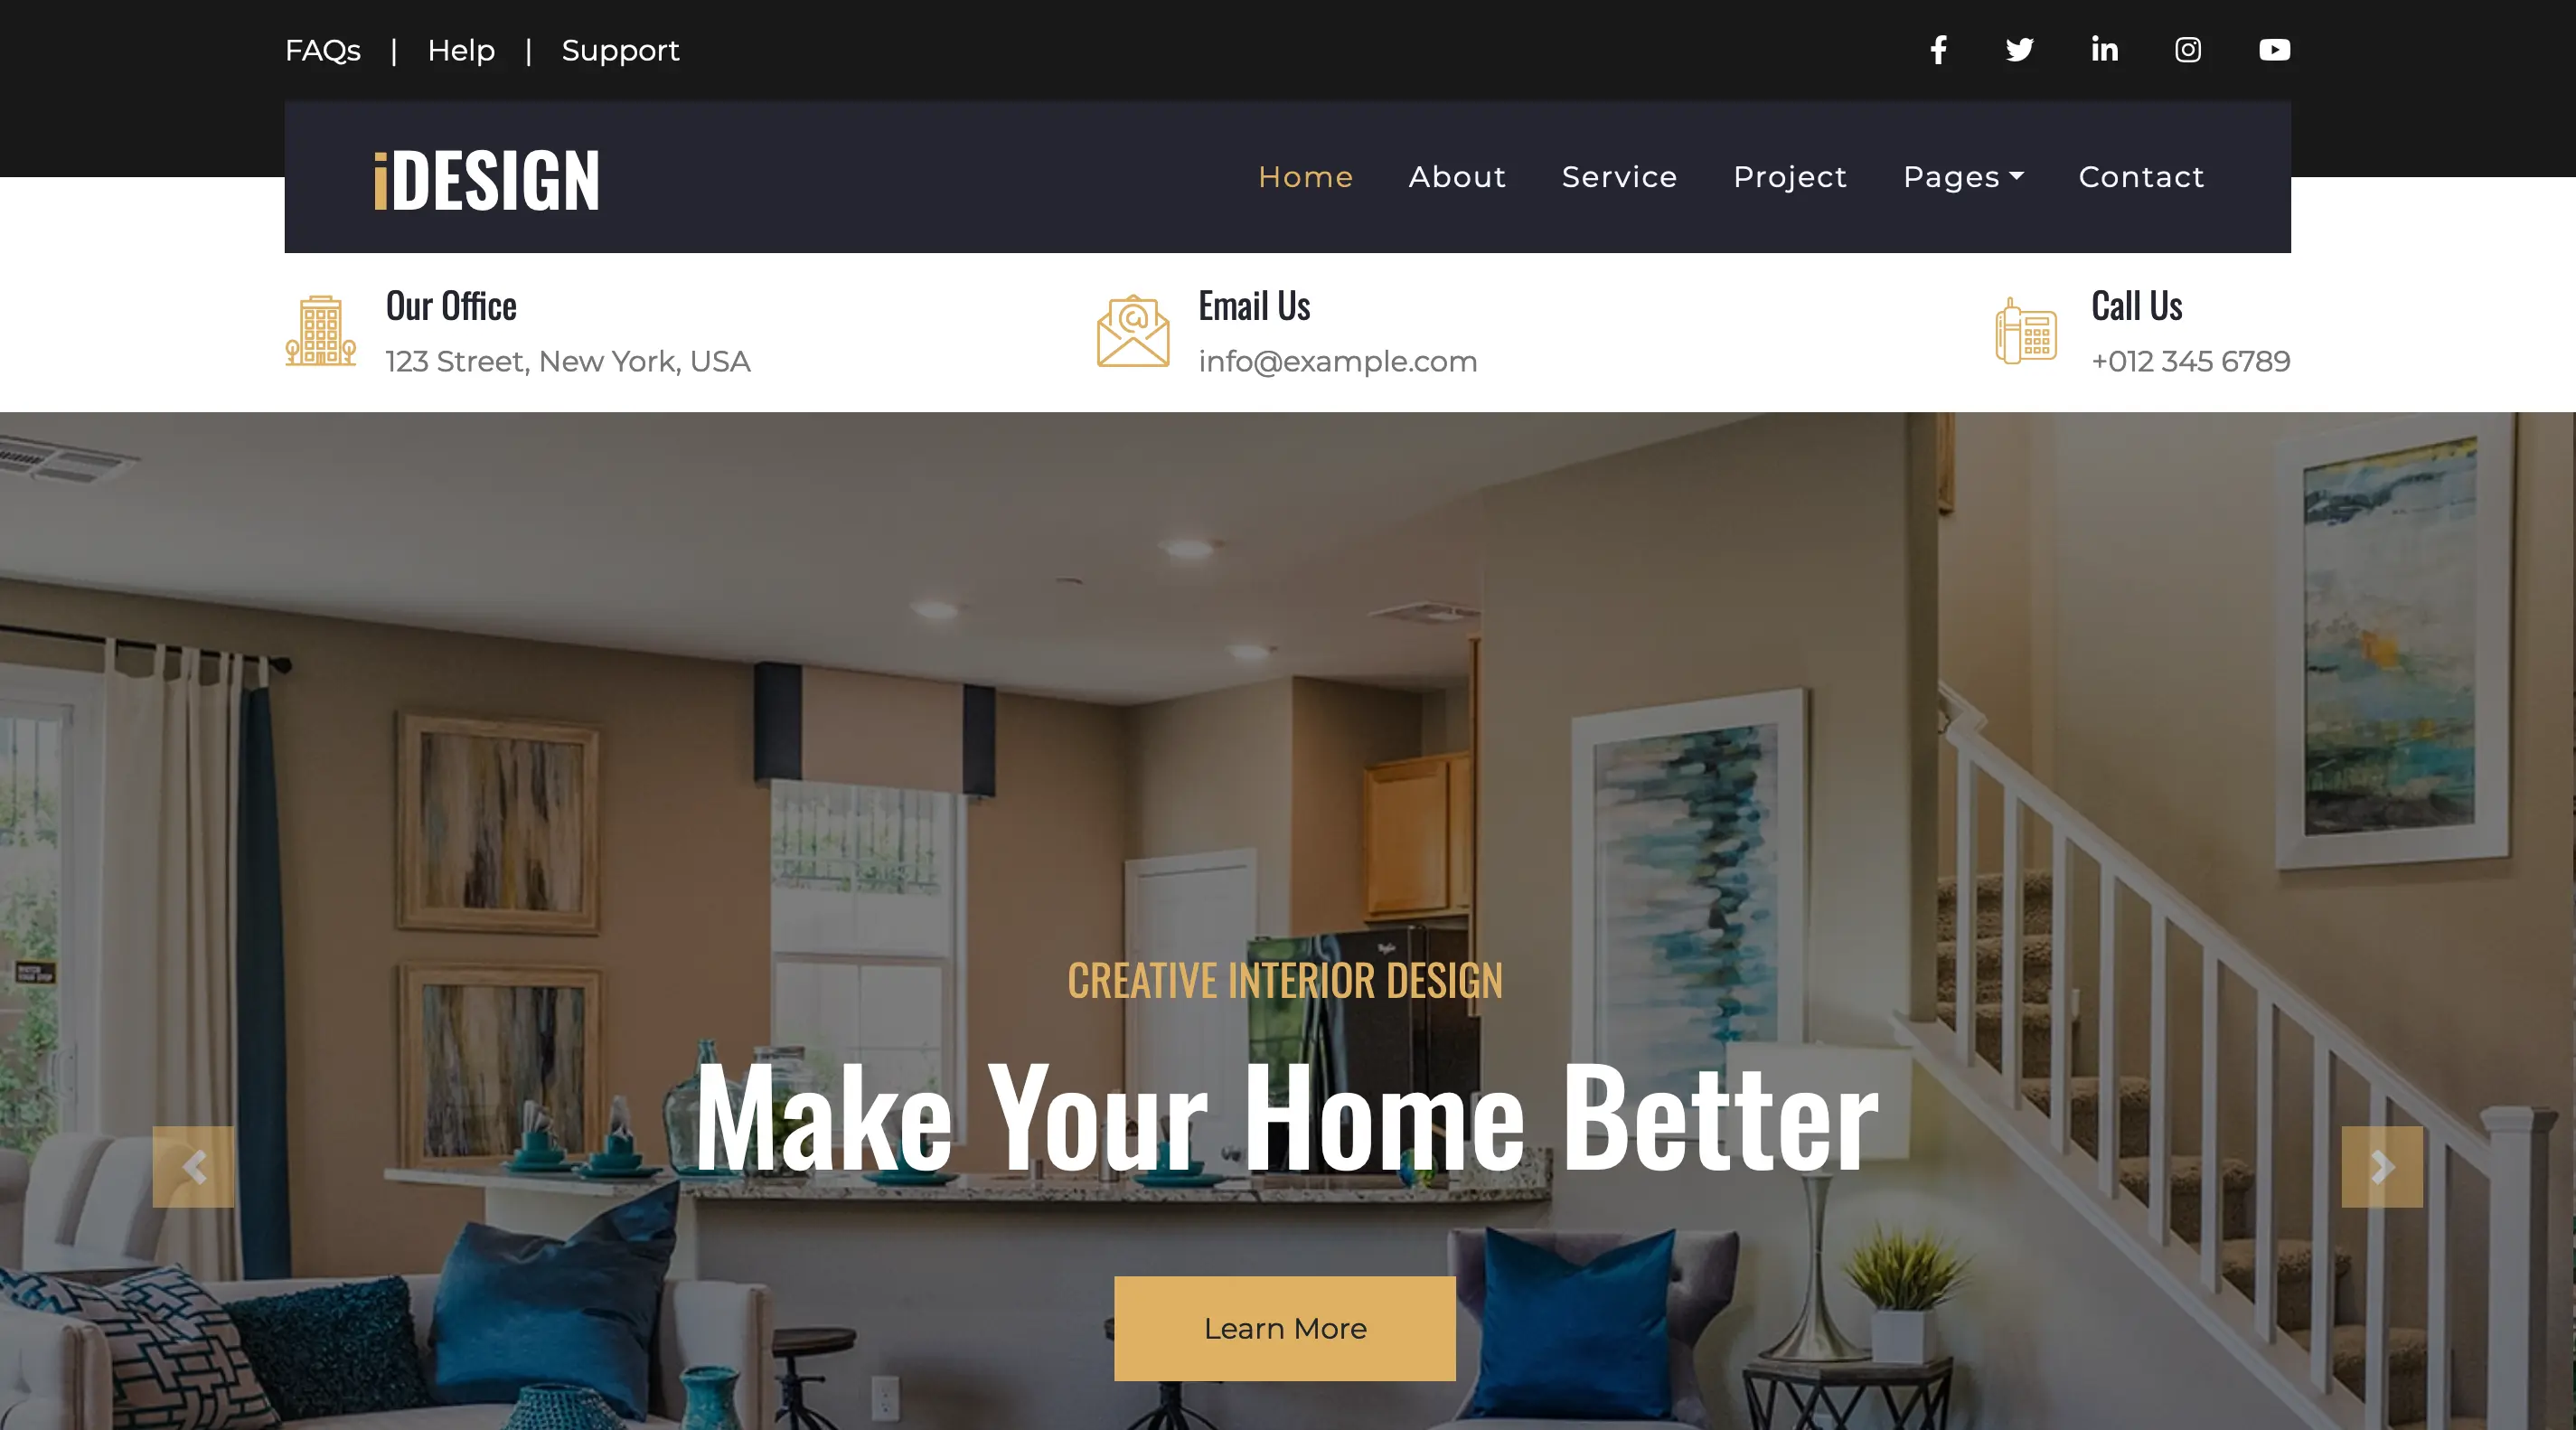 FAQs | Help | Support
iDESIGN
Home About Service Project Pages Contact
Our Office
123 Street, New York, USA
Email Us
info@example.com
Call Us
+012 345 6789
CREATIVE INTERIOR DESIGN
Make Your Home Better
Learn More